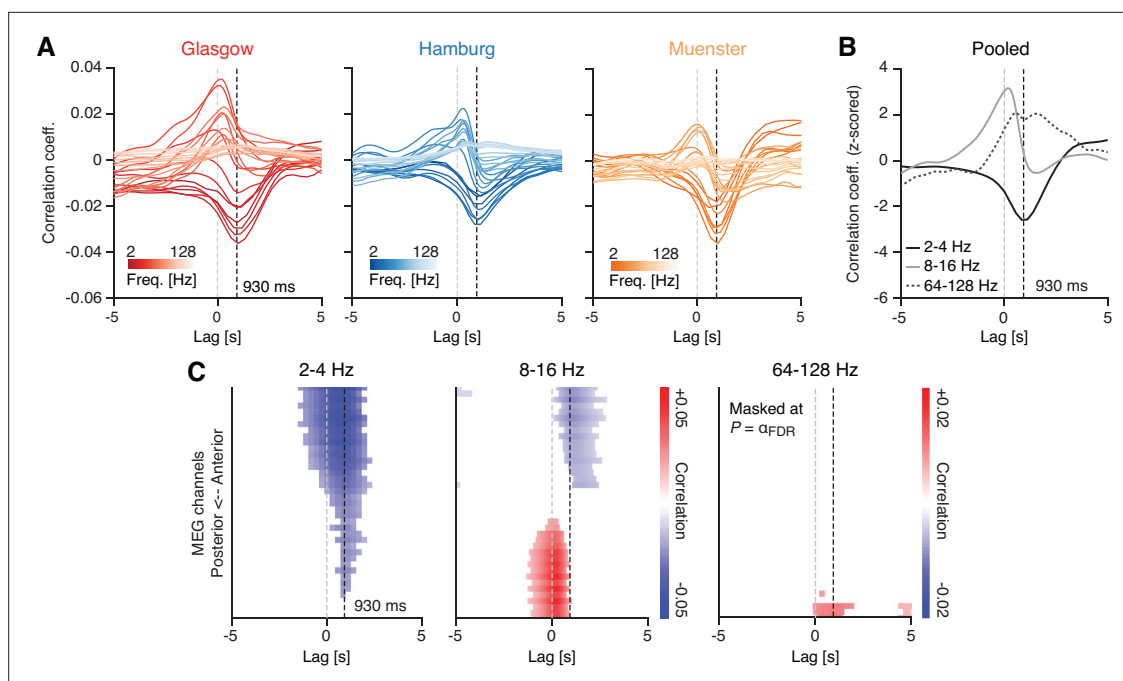 A
Glasgow
Hamburg
Muenster
B
Pooled
Correlation coeff.
0.04
0.02
0
-0.02
-0.04
-0.06
2 128
Freq. [Hz]
930 ms
-5 0 5
Lag [s]
2 128
Freq. [Hz]
-5 0 5
Lag [s]
2 128
Freq. [Hz]
-5 0 5
Lag [s]
Correlation coeff. (z-scored)
4
2
0
-2
-4
-6
2-4 Hz
8-16 Hz
64-128 Hz
930 ms
-5 0 5
Lag [s]
C
2-4 Hz
8-16 Hz
64-128 Hz
MEG channels
Posterior <-- Anterior
930 ms
-5 0 5
Lag [s]
-5 0 5
Lag [s]
+0.05
Correlation
-0.05
Masked at
P = αFDR
-5 0 5
Lag [s]
+0.02
Correlation
-0.02